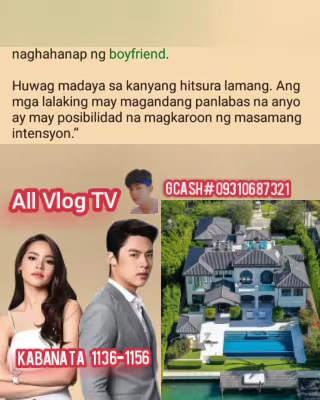 naghahanap ng boyfriend.
Huwag madaya sa kanyang hitsura lamang. Ang
mga lalaking may magandang panlabas na anyo
ay may posibilidad na magkaroon ng masamang
intensyon.”
GCASH#09310687321
All Vlog TV
KABANATA 1136-1156